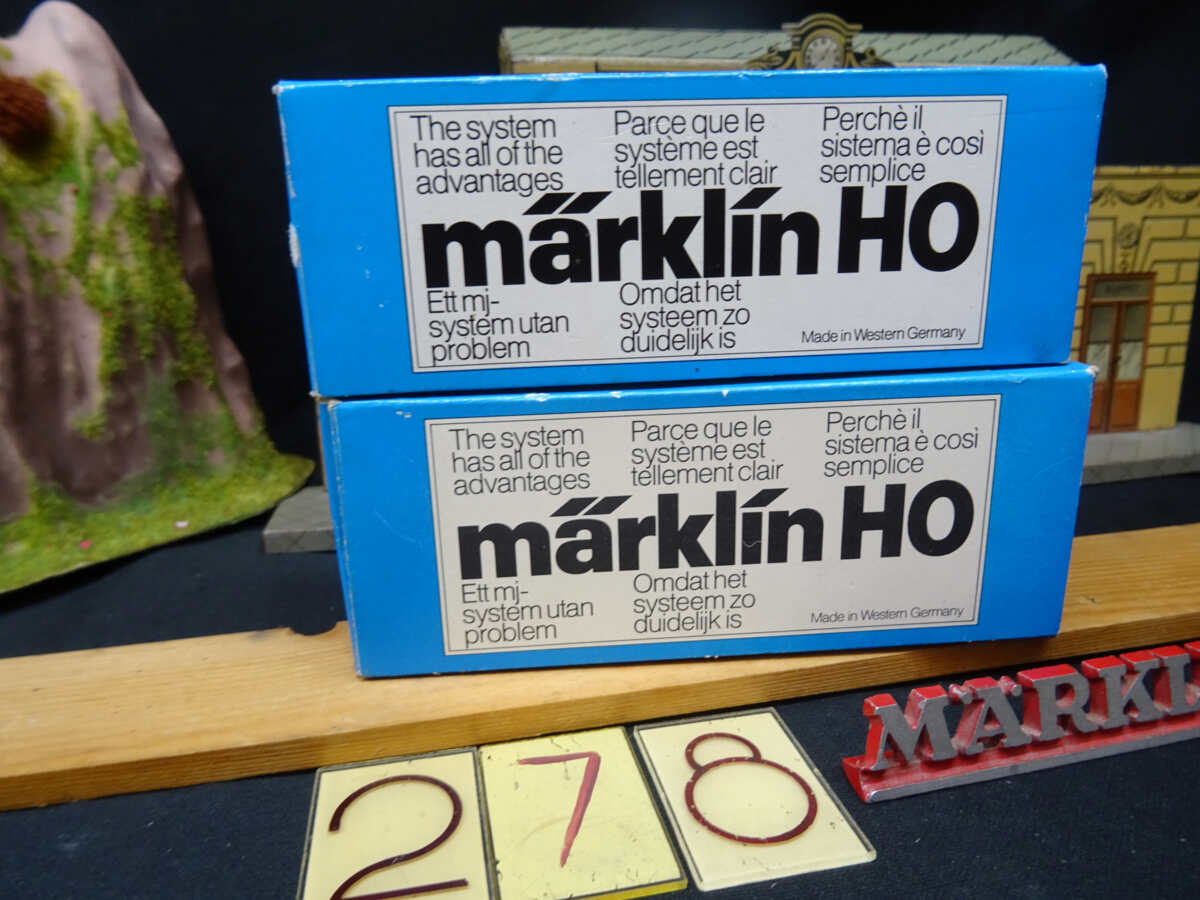 The system
has all of the
advantages
Parce que le
système est
tellement clair
Perchè il
sistema è così
semplice
märklín HO
Ett mj-
system utan
problem
Omdat het
systeem zo
duidelijk is
Made in Western Germany
The system
has all of the
advantages
Parce que le
système est
tellement clair
Perchè il
sistema è così
semplice
märklín HO
Ett mj-
system utan
problem
Omdat het
systeem zo
duidelijk is
Made in Western Germany
MÄRKLI
278